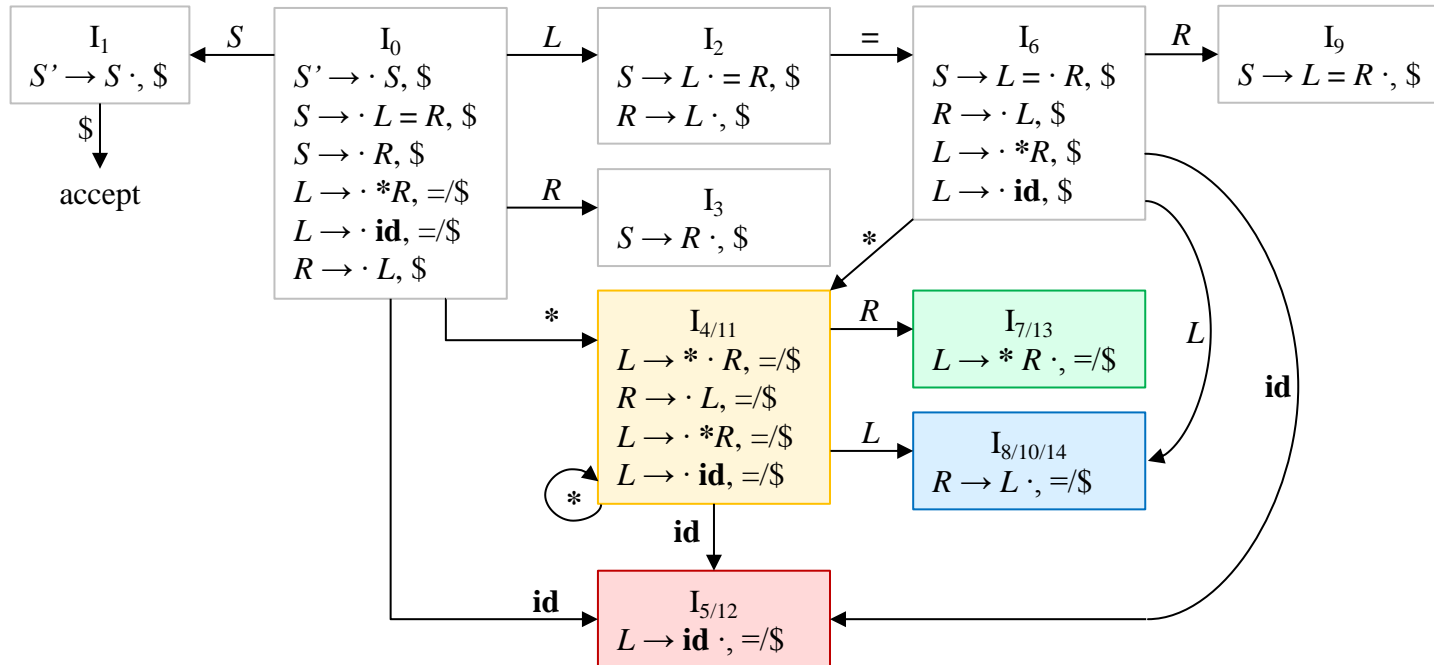 I₁
S’ → S ·, $
$
accept
S
I₀
S’ → · S, $
S → · L = R, $
S → · R, $
L → · *R, =/$
L → · id, =/$
R → · L, $
L
I₂
S → L · = R, $
R → L ·, $
=
I₆
S → L = · R, $
R → · L, $
L → · *R, $
L → · id, $
R
I₉
S → L = R ·, $
R
I₃
S → R ·, $
*
*
I₄/₁₁
L → * · R, =/$
R → · L, =/$
L → · *R, =/$
L → · id, =/$
*
R
I₇/₁₃
L → * R ·, =/$
L
I₈/₁₀/₁₄
R → L ·, =/$
L
id
id
id
I₅/₁₂
L → id ·, =/$